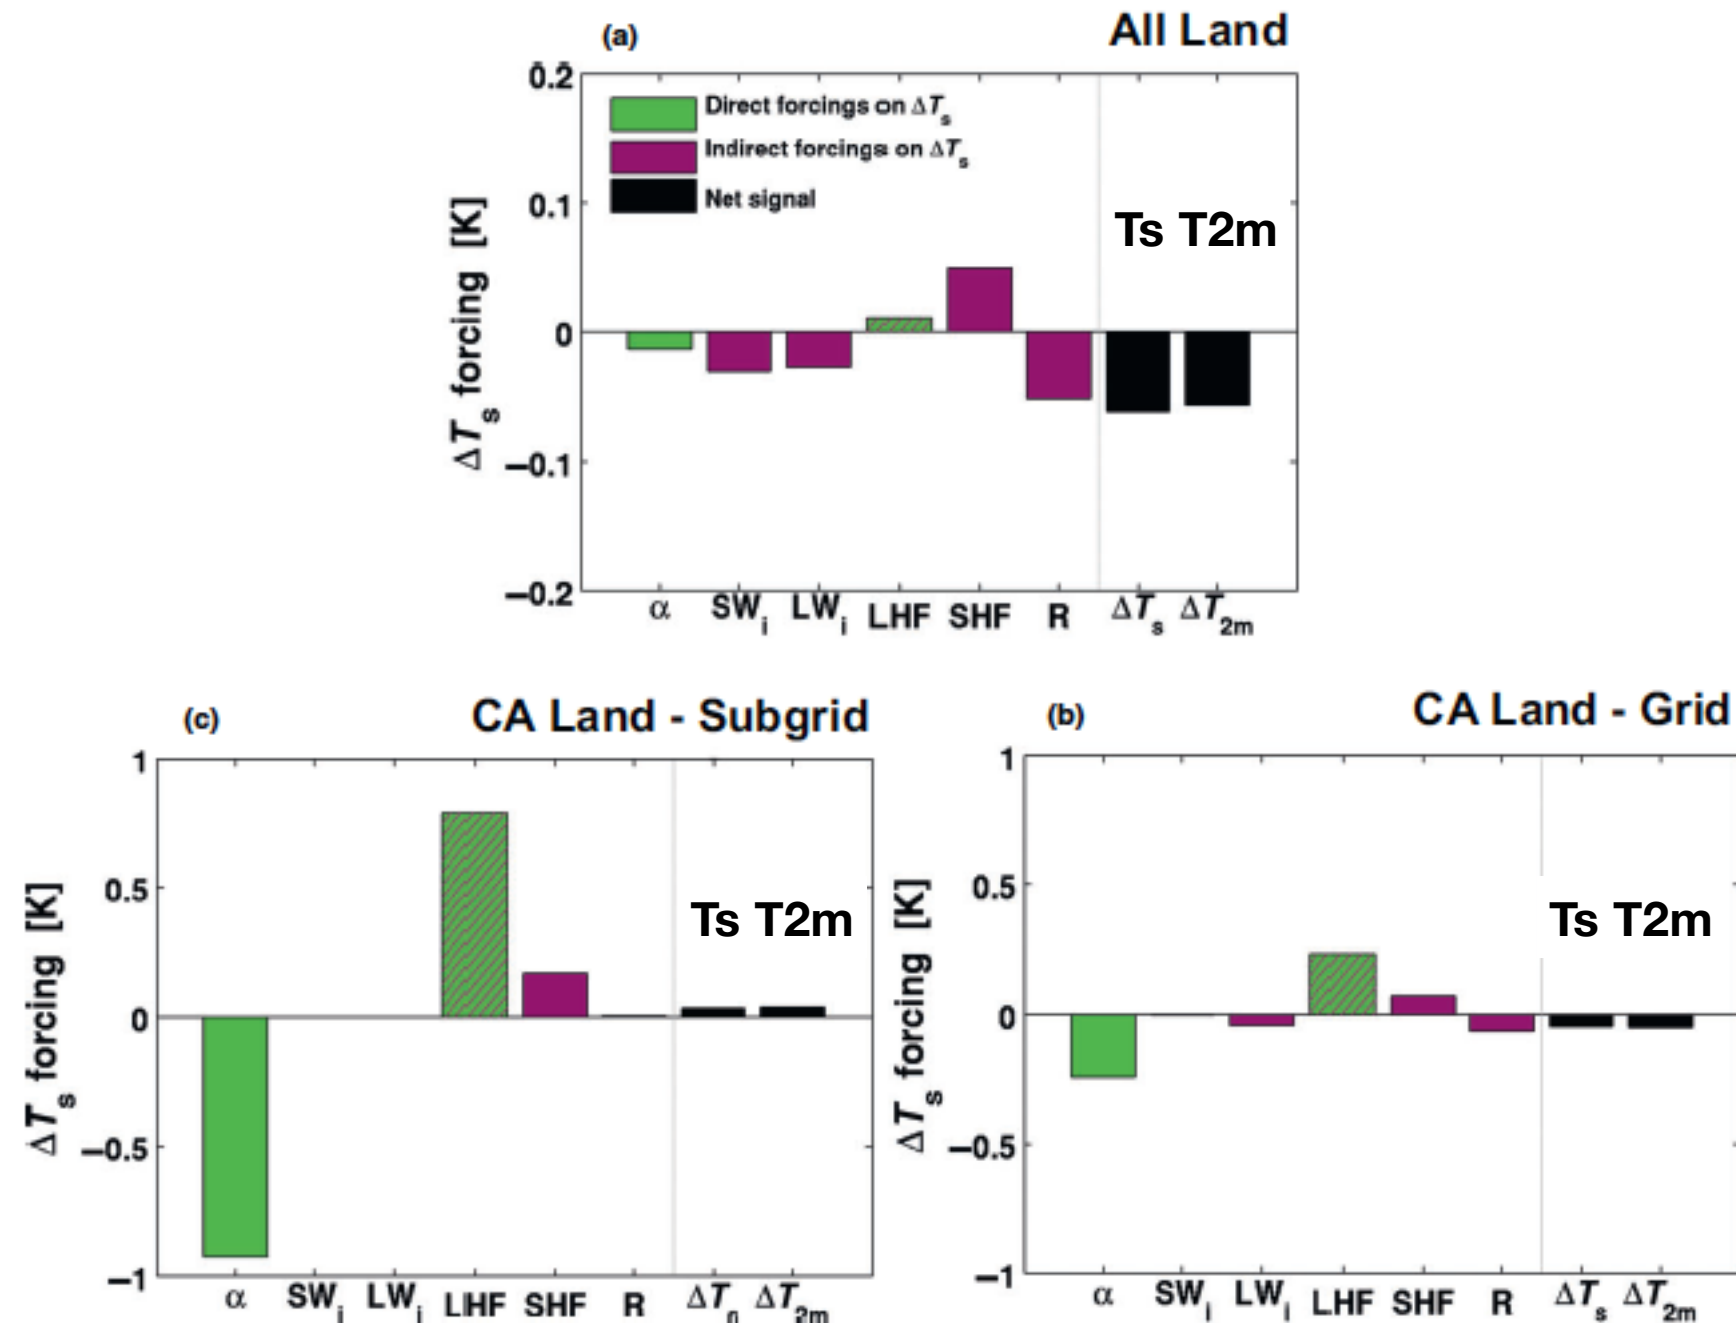 (a) All Land
0.2
0.1
0
−0.1
−0.2
ΔTs forcing [K]
Direct forcings on ΔTs
Indirect forcings on ΔTs
Net signal
Ts T2m
α SWi LWi LHF SHF R ΔTs ΔT2m
(c) CA Land - Subgrid
1
0.5
0
−0.5
−1
ΔTs forcing [K]
Ts T2m
α SWi LWi LHF SHF R ΔTn ΔT2m
(b) CA Land - Grid
1
0.5
0
−0.5
−1
ΔTs forcing [K]
Ts T2m
α SWi LWi LHF SHF R ΔTs ΔT2m